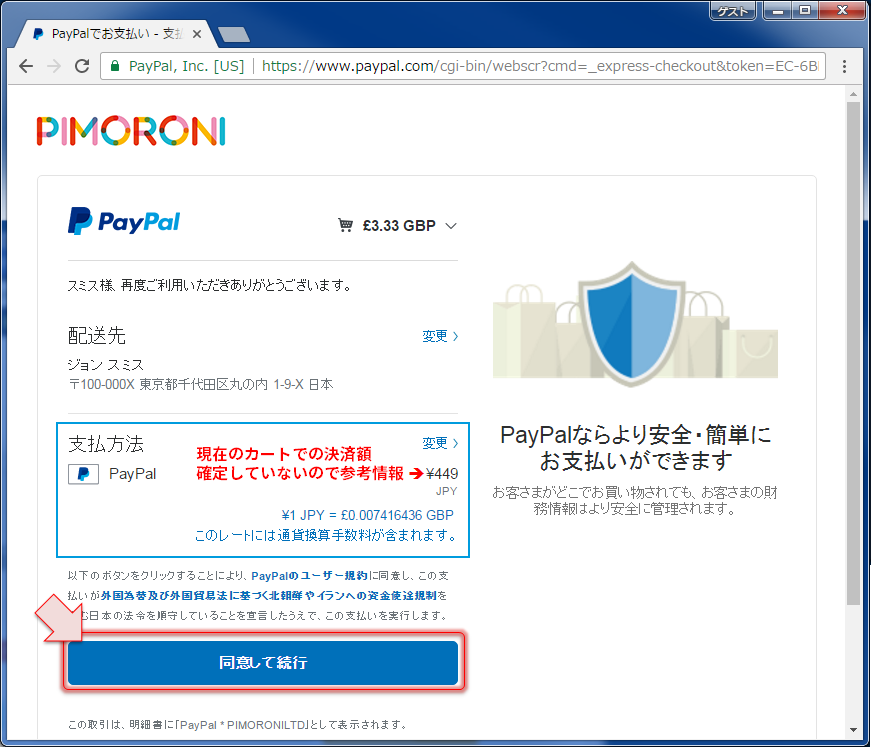 ゲスト
PayPalでお支払い - 支
PayPal, Inc. [US] https://www.paypal.com/cgi-bin/webscr?cmd=_express-checkout&token=EC-6B
PIMORONI
PayPal
£3.33 GBP
スミス様、再度ご利用いただきありがとうございます。
配送先
変更
ジョン スミス
〒100-000X 東京都千代田区丸の内 1-9-X 日本
支払方法
変更
現在のカートでの決済額
確定していないので参考情報
PayPal
¥449
JPY
¥1 JPY = £0.007416436 GBP
このレートには通貨換算手数料が含まれます。
以下のボタンをクリックすることにより、PayPalのユーザー規約に同意し、この支
払いが外国為替及び外国貿易法に基づく北朝鮮やイランへの資金使途規制を
む日本の法令を順守していることを宣言したうえで、この支払いを実行します。
同意して続行
この取引は、明細書に「PayPal * PIMORONILTD」として表示されます。
PayPalならより安全・簡単に
お支払いができます
お客さまがどこでお買い物されても、お客さまの財
務情報はより安全に管理されます。